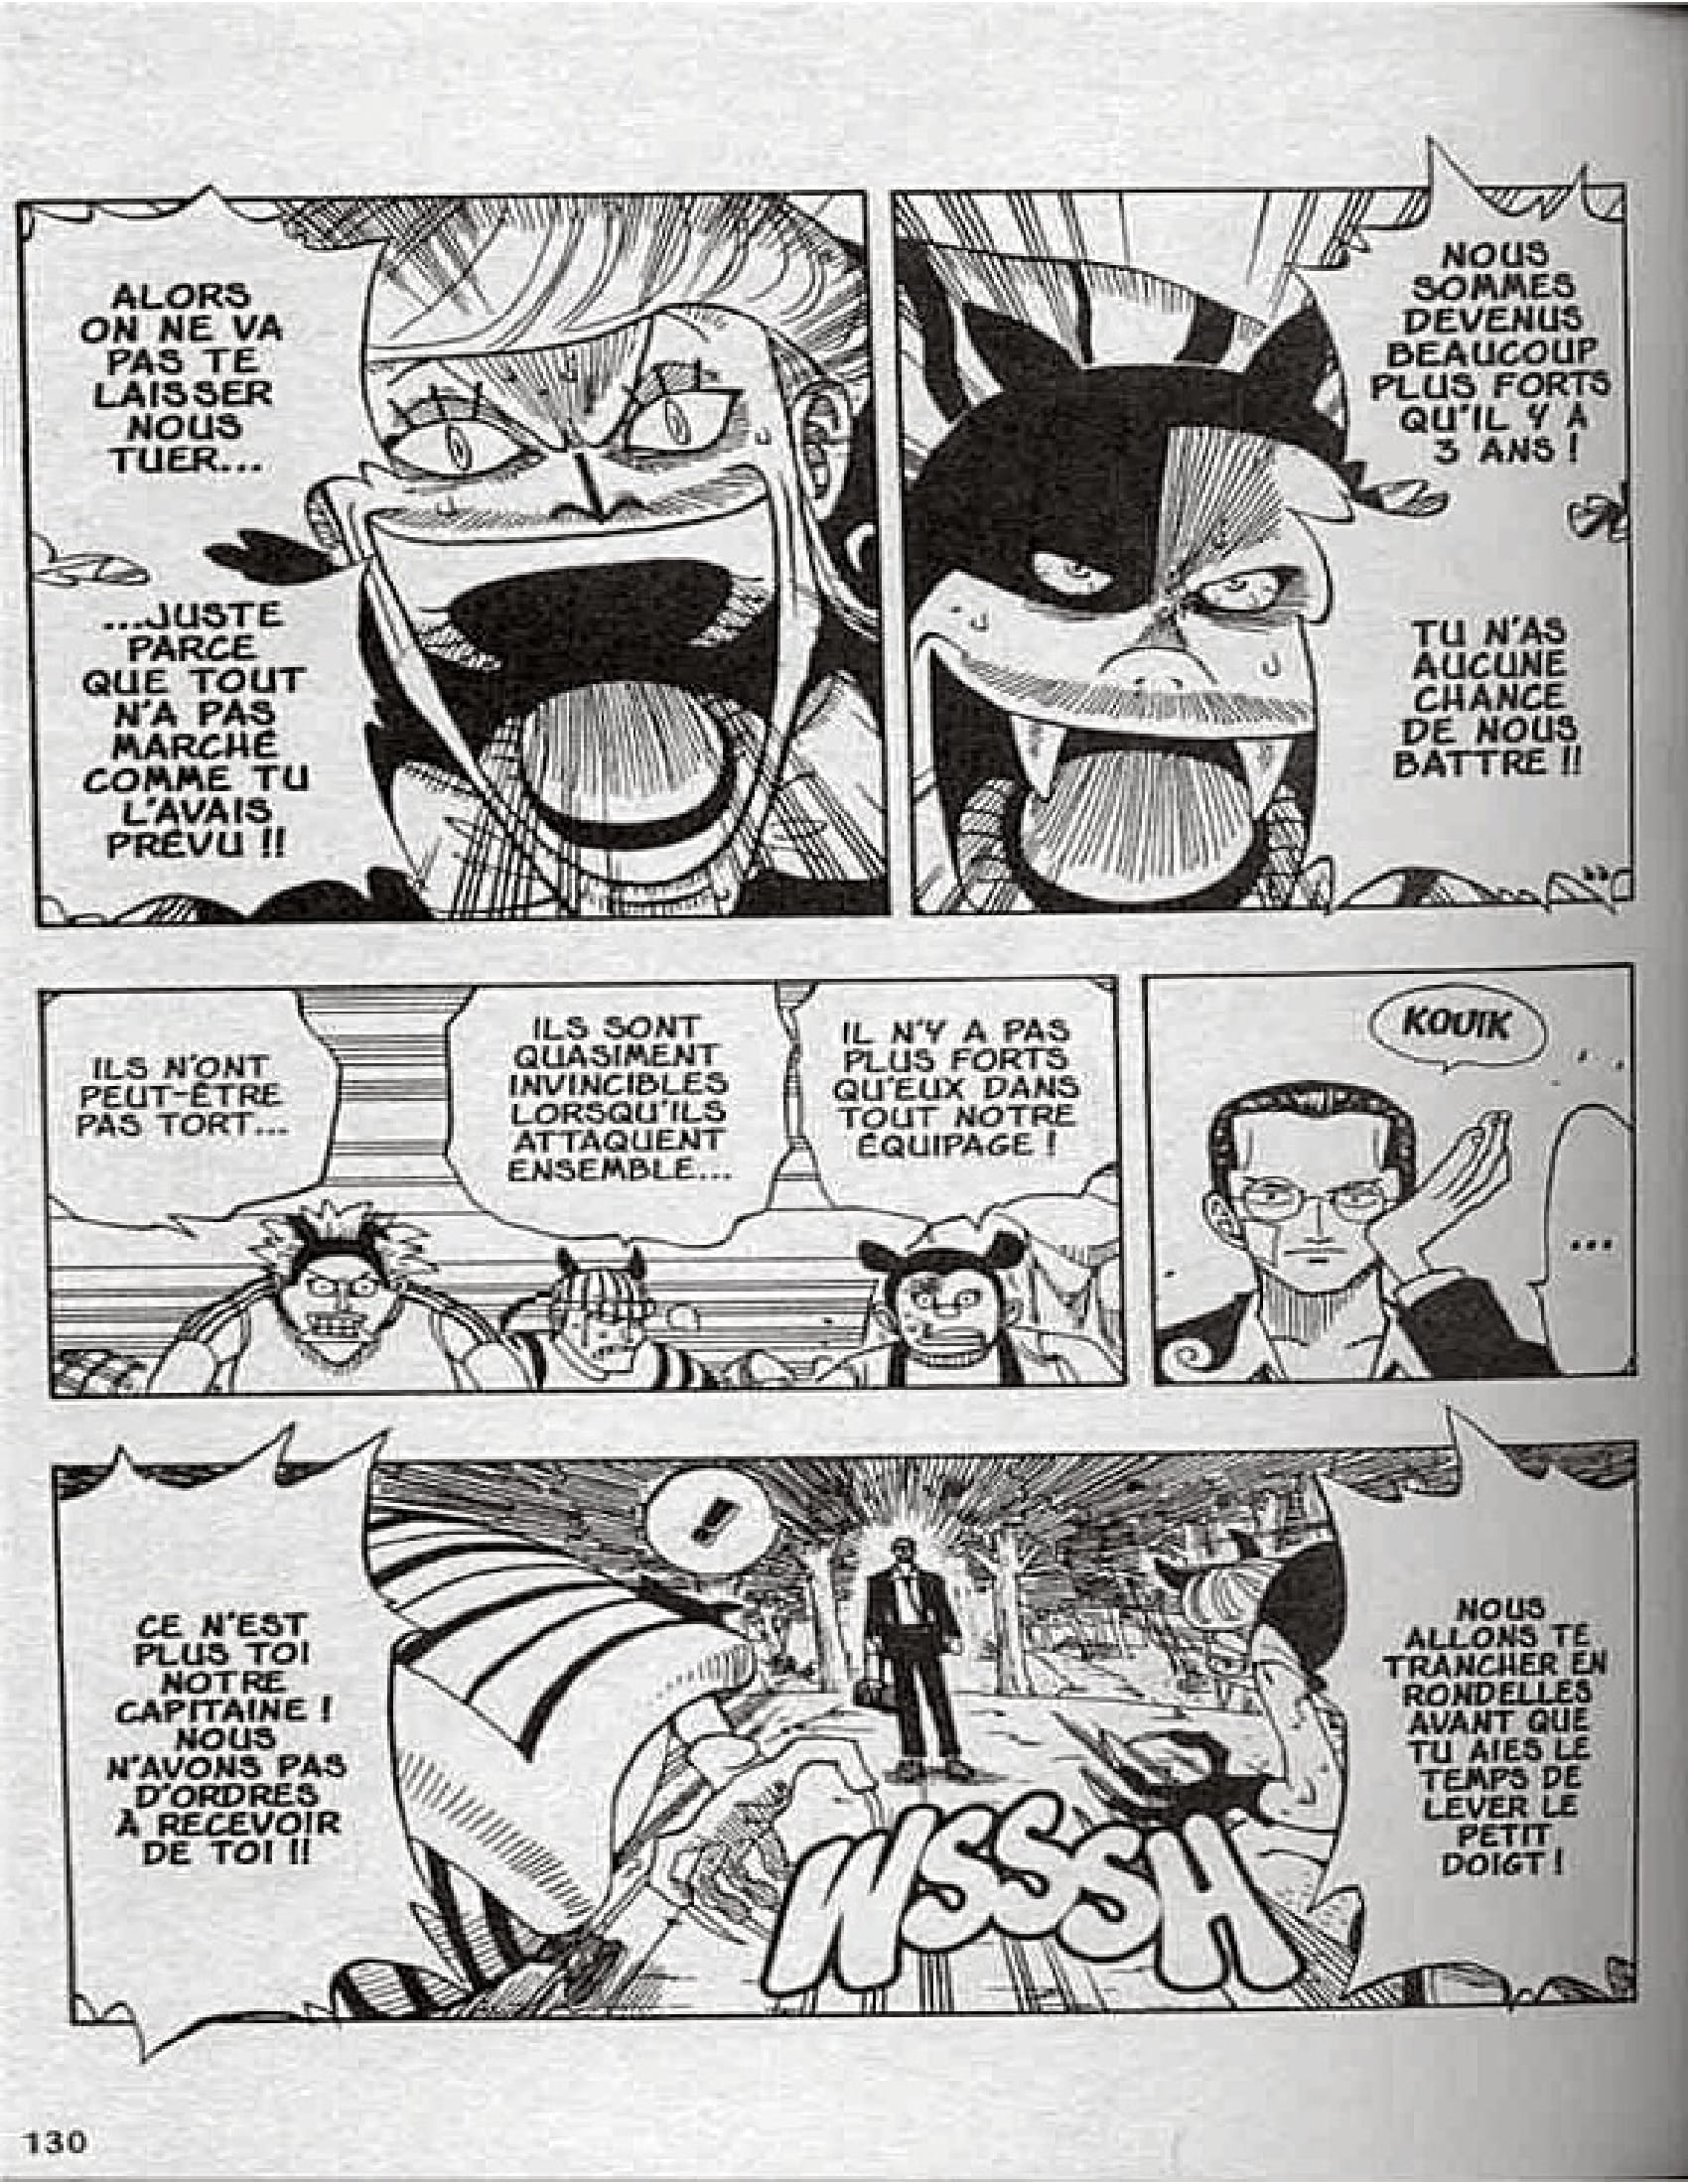 NOUS
SOMMES
DEVENUS
BEAUCOUP
PLUS FORTS
QU'IL Y A
3 ANS !
TU N'AS
AUCUNE
CHANCE
DE NOUS
BATTRE !!
ALORS
ON NE VA
PAS TE
LAISSER
NOUS
TUER...
...JUSTE
PARCE
QUE TOUT
N'A PAS
MARCHÉ
COMME TU
L'AVAIS
PRÉVU !!
KOUIK
...
IL N'Y A PAS
PLUS FORTS
QU'EUX DANS
TOUT NOTRE
ÉQUIPAGE !
ILS SONT
QUASIMENT
INVINCIBLES
LORSQU'ILS
ATTAQUENT
ENSEMBLE...
ILS N'ONT
PEUT-ÊTRE
PAS TORT...
NOUS
ALLONS TE
TRANCHER EN
RONDELLES
AVANT QUE
TU AIES LE
TEMPS DE
LEVER LE
PETIT
DOIGT !
!
WSSSH
CE N'EST
PLUS TOI
NOTRE
CAPITAINE !
NOUS
N'AVONS PAS
D'ORDRES
À RECEVOIR
DE TOI !!
130